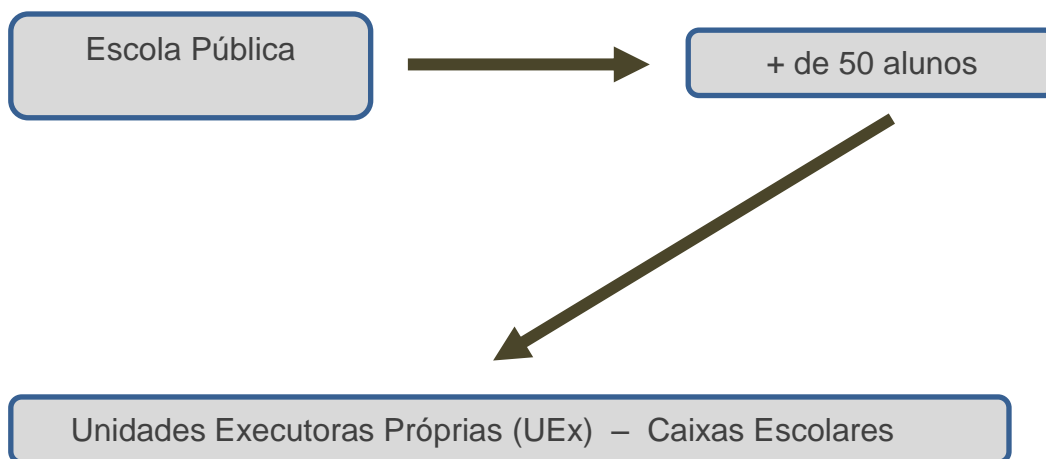 Escola Pública
+ de 50 alunos
Unidades Executoras Próprias (UEx) – Caixas Escolares